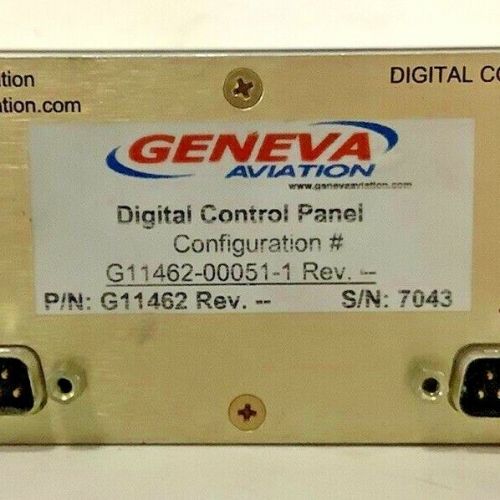 ation
ation.com
DIGITAL CO
GENEVA
AVIATION
www.genevaaviation.com
Digital Control Panel
Configuration #
G11462-00051-1 Rev. --
P/N: G11462 Rev. -- S/N: 7043